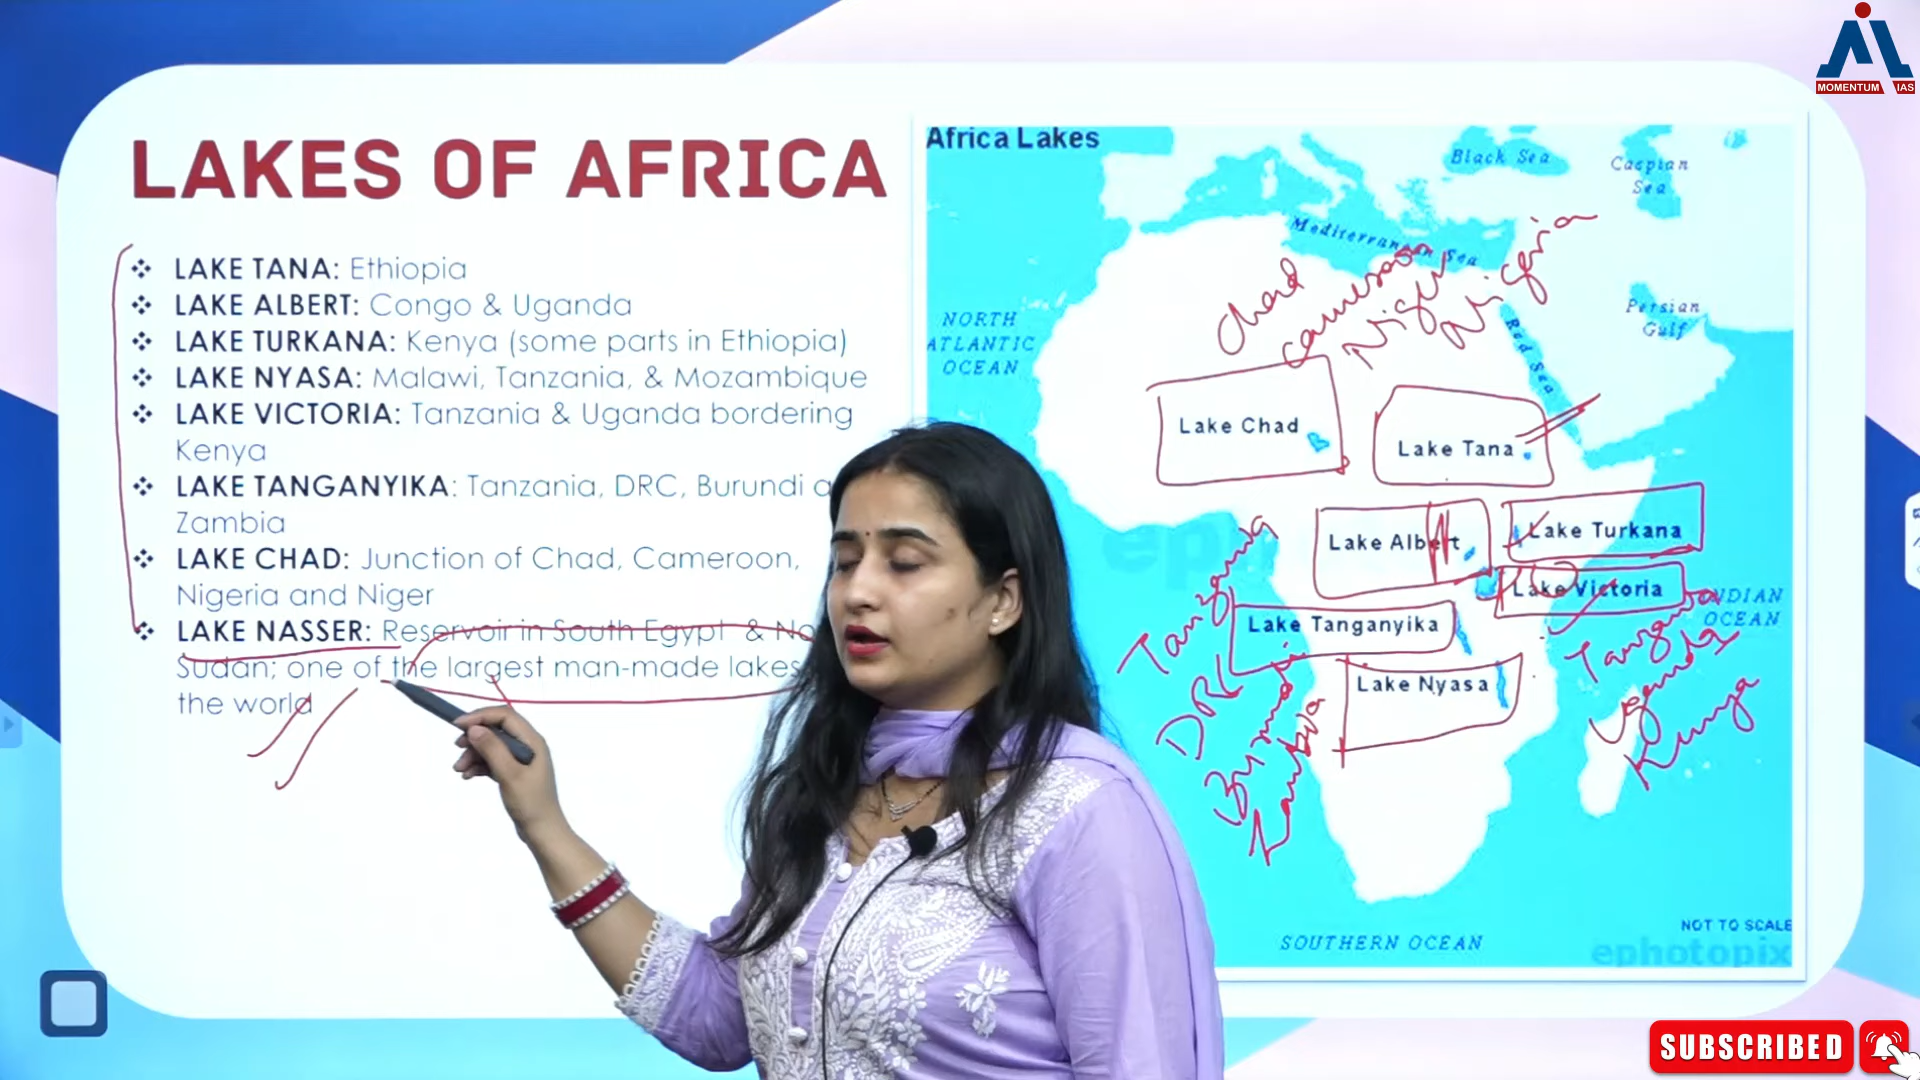 MOMENTUM IAS
LAKES OF AFRICA
LAKE TANA: Ethiopia
LAKE ALBERT: Congo & Uganda
LAKE TURKANA: Kenya (some parts in Ethiopia)
LAKE NYASA: Malawi, Tanzania, & Mozambique
LAKE VICTORIA: Tanzania & Uganda bordering
Kenya
LAKE TANGANYIKA: Tanzania, DRC, Burundi
Zambia
LAKE CHAD: Junction of Chad, Cameroon,
Nigeria and Niger
LAKE NASSER: Reservoir in South Egypt &
Sudan; one of the largest man-made lakes
the world
Africa Lakes
Black Sea
Caspian
Sea
Mediterranean Sea
Persian
Gulf
Red Sea
NORTH
ATLANTIC
OCEAN
Chad
Cameroon
Niger
Nigeria
Lake Chad
Lake Tana
Lake Albert
Lake Turkana
Lake Victoria
INDIAN
OCEAN
Lake Tanganyika
Lake Nyasa
Tanzania
DRC
Zambia
Tanzania
Uganda
Kenya
SOUTHERN OCEAN
NOT TO SCALE
ephotopix
SUBSCRIBED